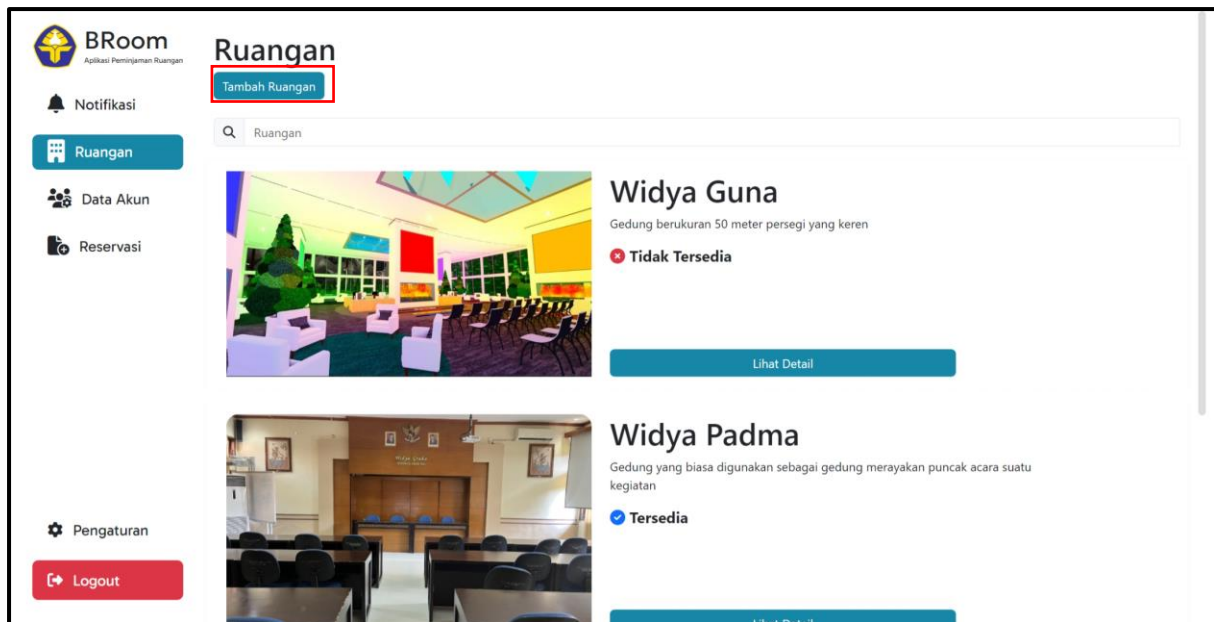 BRoom
Aplikasi Peminjaman Ruangan
Notifikasi
Ruangan
Data Akun
Reservasi
Pengaturan
Logout
Ruangan
Tambah Ruangan
Ruangan
Widya Guna
Gedung berukuran 50 meter persegi yang keren
Tidak Tersedia
Lihat Detail
Widya Padma
Gedung yang biasa digunakan sebagai gedung merayakan puncak acara suatu
kegiatan
Tersedia
Lihat Detail